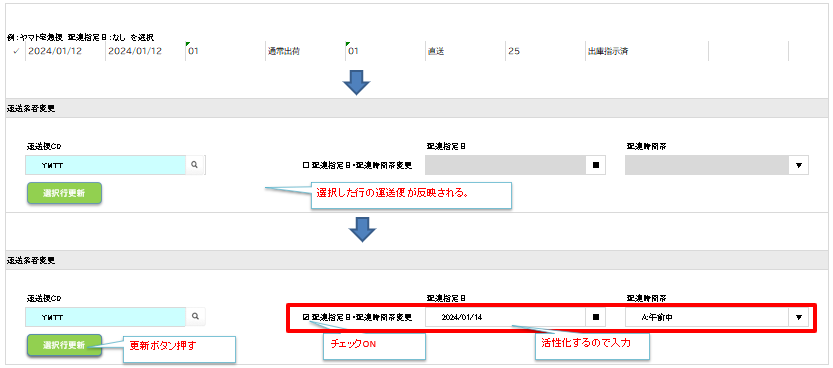 例：ヤマト宅急便 配達指定日：なし を選択
✓ 2024/01/12 2024/01/12 01 通常出荷 01 直送 25 出庫指示済
運送業者変更
運送便CD 配達指定日 配達時間帯
YMTT □ 配達指定日・配達時間帯変更 ■ ▼
選択行更新
選択した行の運送便が反映される。
運送業者変更
運送便CD 配達指定日 配達時間帯
YMTT ☑ 配達指定日・配達時間帯変更 2024/01/14 ■ A:午前中 ▼
選択行更新 更新ボタン押す チェックON 活性化するので入力